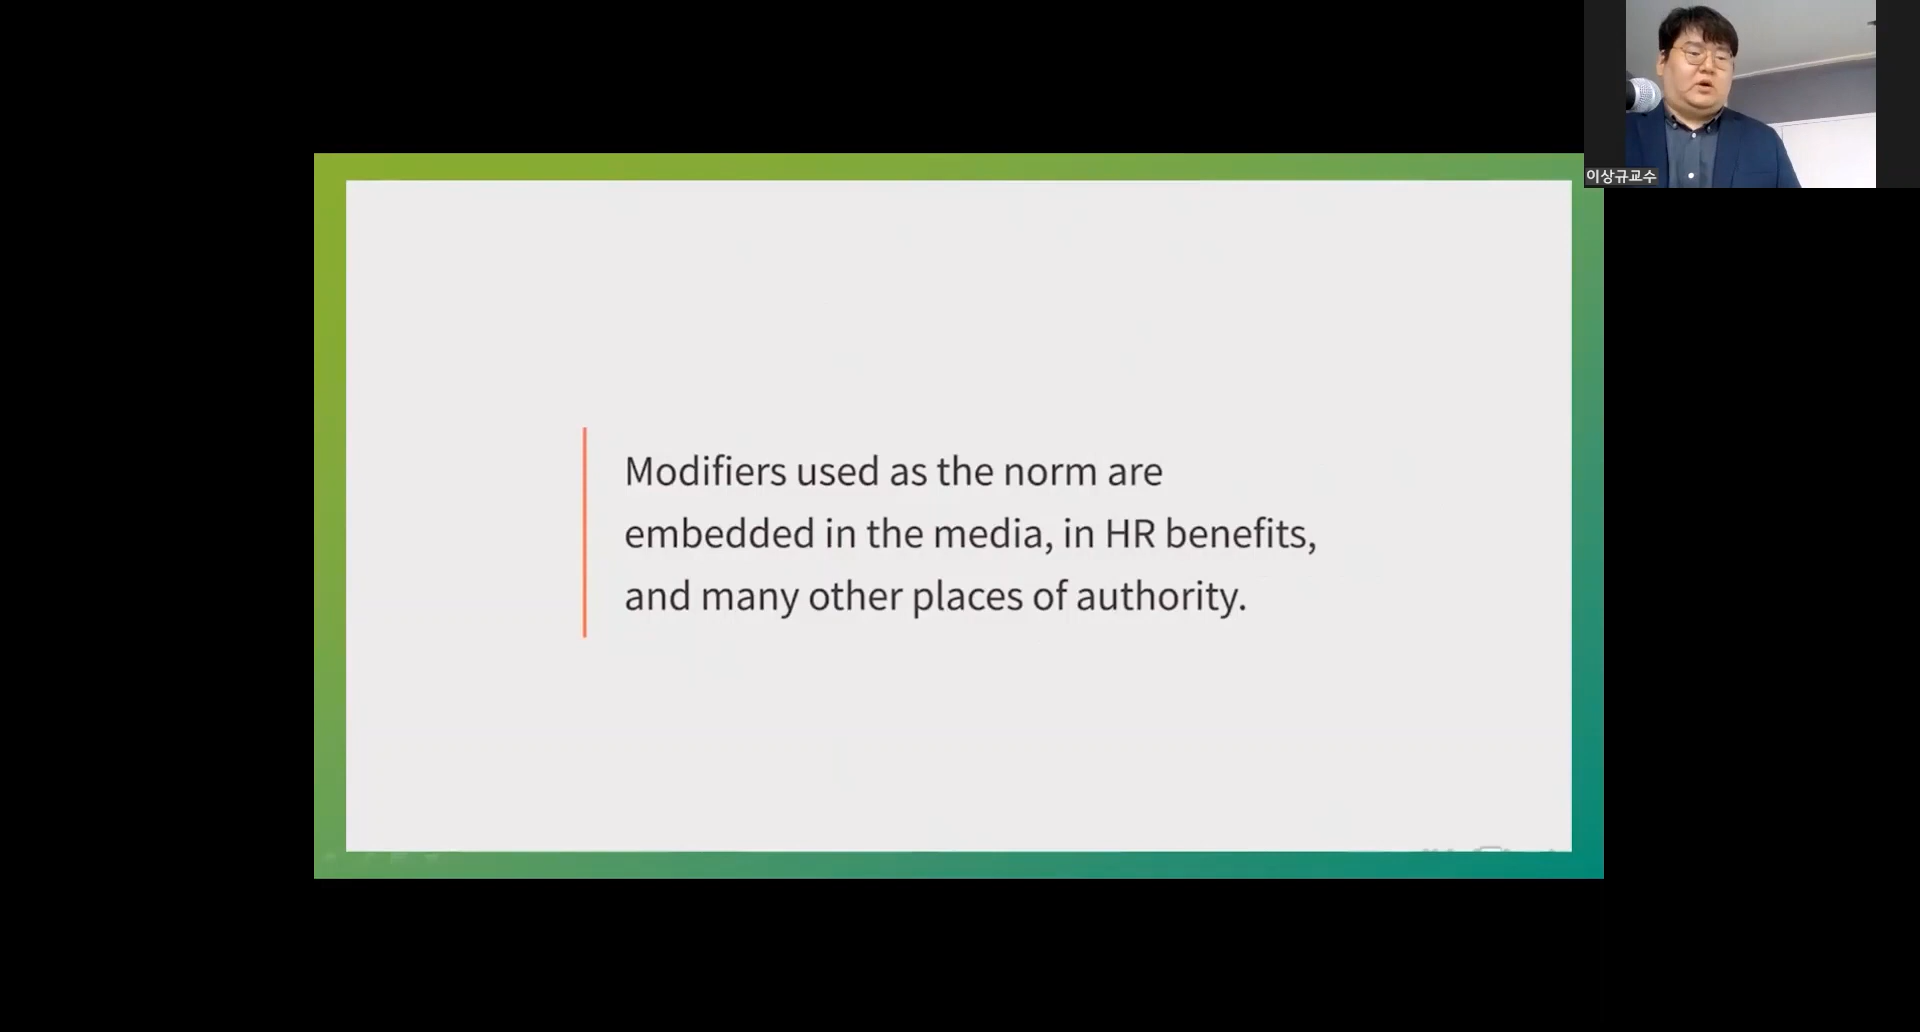 이상규교수
Modifiers used as the norm are
embedded in the media, in HR benefits,
and many other places of authority.